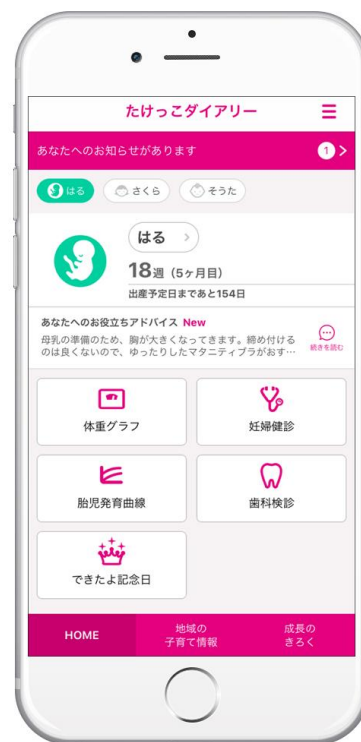 たけっこダイアリー
あなたへのお知らせがあります 1
はる さくら そうた
はる
18週（5ヶ月目）
出産予定日まであと154日
あなたへのお役立ちアドバイス New
母乳の準備のため、胸が大きくなってきます。締め付ける
のは良くないので、ゆったりしたマタニティブラがおす…
続きを読む
体重グラフ 妊婦健診
胎児発育曲線 歯科検診
できたよ記念日
HOME
地域の
子育て情報
成長の
きろく